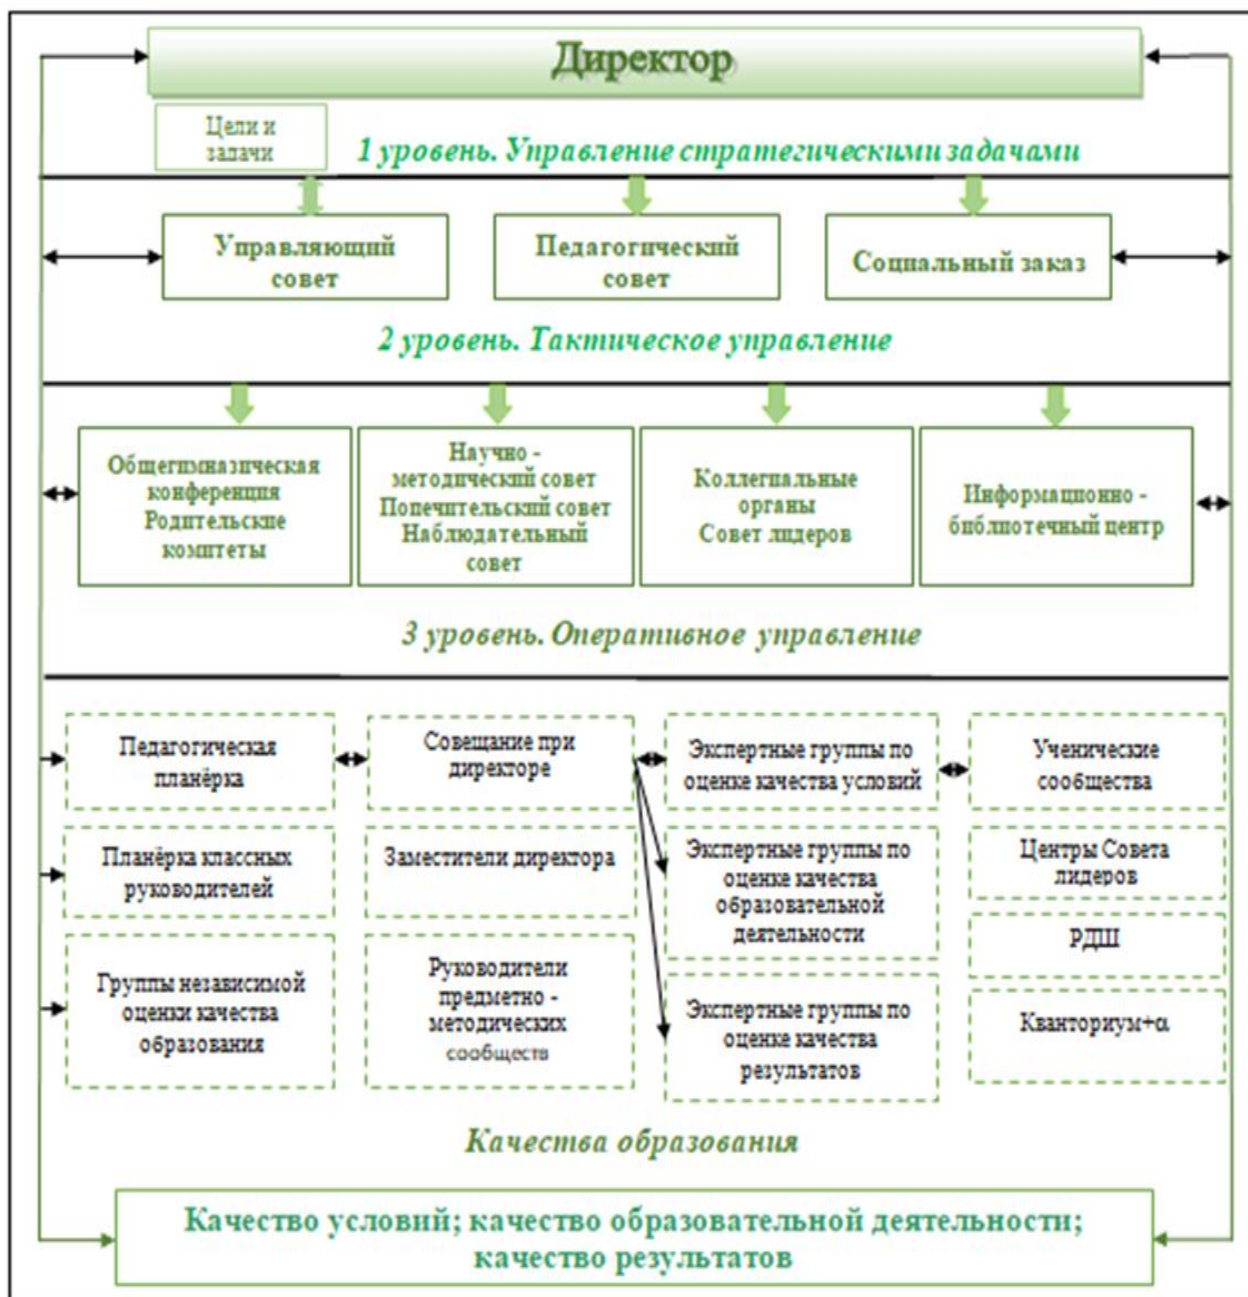 Директор
Цели и
задачи
1 уровень. Управление стратегическими задачами
Управляющий
совет
Педагогический
совет
Социальный заказ
2 уровень. Тактическое управление
Общегимназическая
конференция
Родительские
комитеты
Научно -
методический совет
Попечительский совет
Наблюдательный
совет
Коллегиальные
органы
Совет лидеров
Информационно -
библиотечный центр
3 уровень. Оперативное управление
Педагогическая
планёрка
Совещание при
директоре
Экспертные группы по
оценке качества условий
Ученические
сообщества
Планёрка классных
руководителей
Заместители директора
Экспертные группы по
оценке качества
образовательной
деятельности
Центры Совета
лидеров
РДШ
Группы независимой
оценки качества
образования
Руководители
предметно -
методических
сообществ
Экспертные группы по
оценке качества
результатов
Кванториум+α
Качества образования
Качество условий; качество образовательной деятельности;
качество результатов